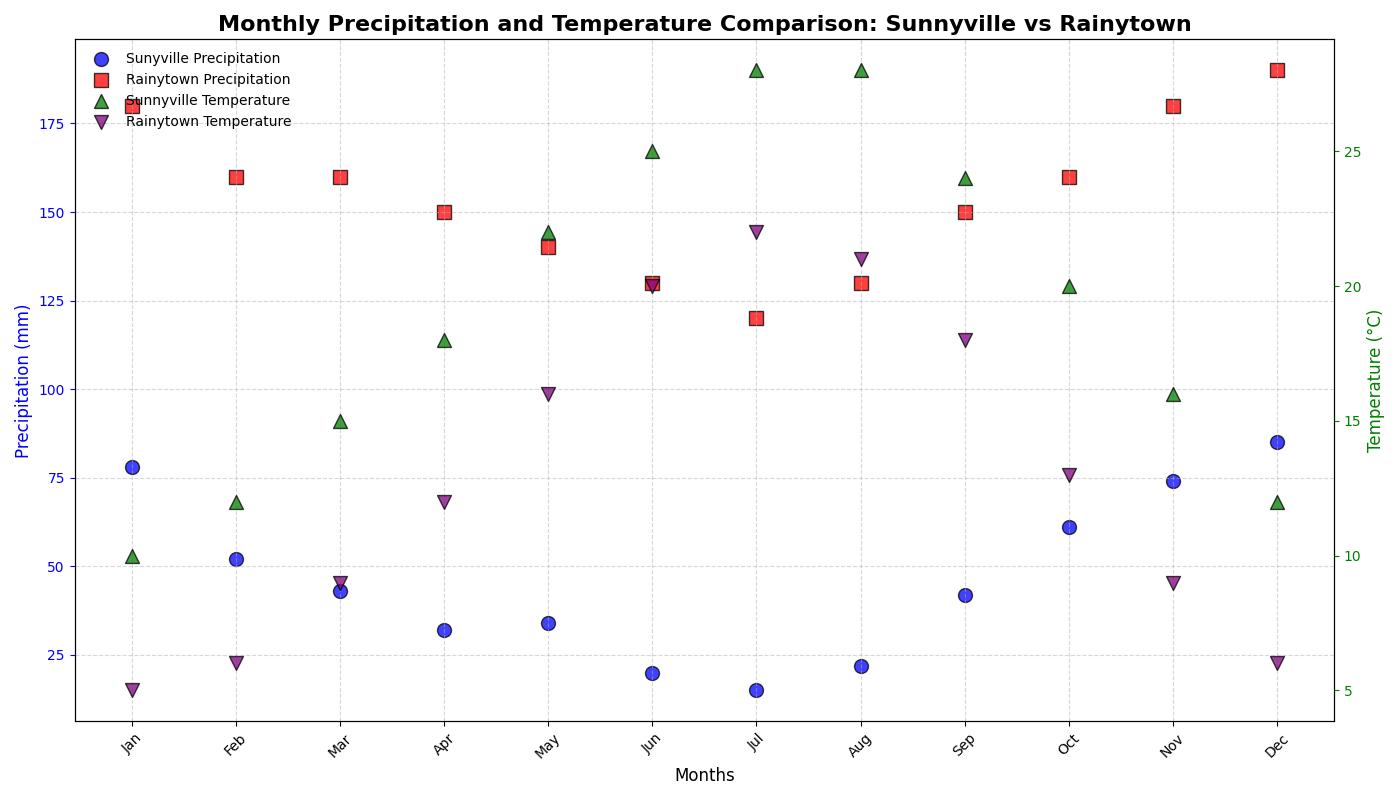 Monthly Precipitation and Temperature Comparison: Sunnyville vs Rainytown
Sunyville Precipitation
Rainytown Precipitation
Sunnyville Temperature
Rainytown Temperature
Precipitation (mm)
175
150
125
100
75
50
25
Temperature (°C)
25
20
15
10
5
Jan
Feb
Mar
Apr
May
Jun
Jul
Aug
Sep
Oct
Nov
Dec
Months